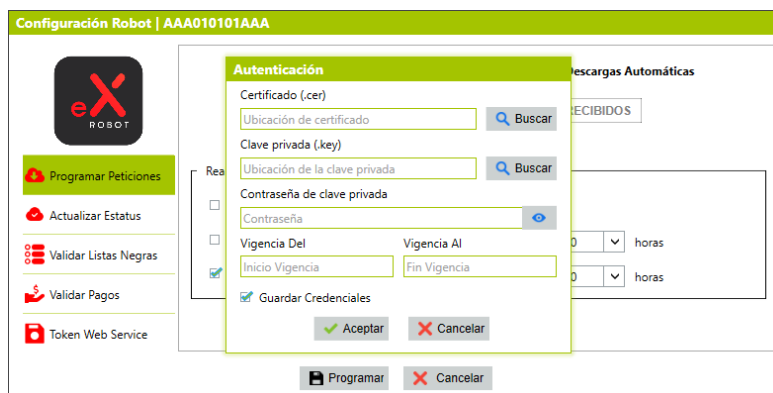 Configuración Robot | AAA010101AAA
eX
ROBOT
Programar Peticiones
Actualizar Estatus
Validar Listas Negras
Validar Pagos
Token Web Service
Descargas Automáticas
RECIBIDOS
Rea
Autenticación
Certificado (.cer)
Ubicación de certificado Buscar
Clave privada (.key)
Ubicación de la clave privada Buscar
Contraseña de clave privada
Contraseña
Vigencia Del Vigencia Al
Inicio Vigencia Fin Vigencia
Guardar Credenciales
Aceptar Cancelar
0 horas
0 horas
Programar Cancelar